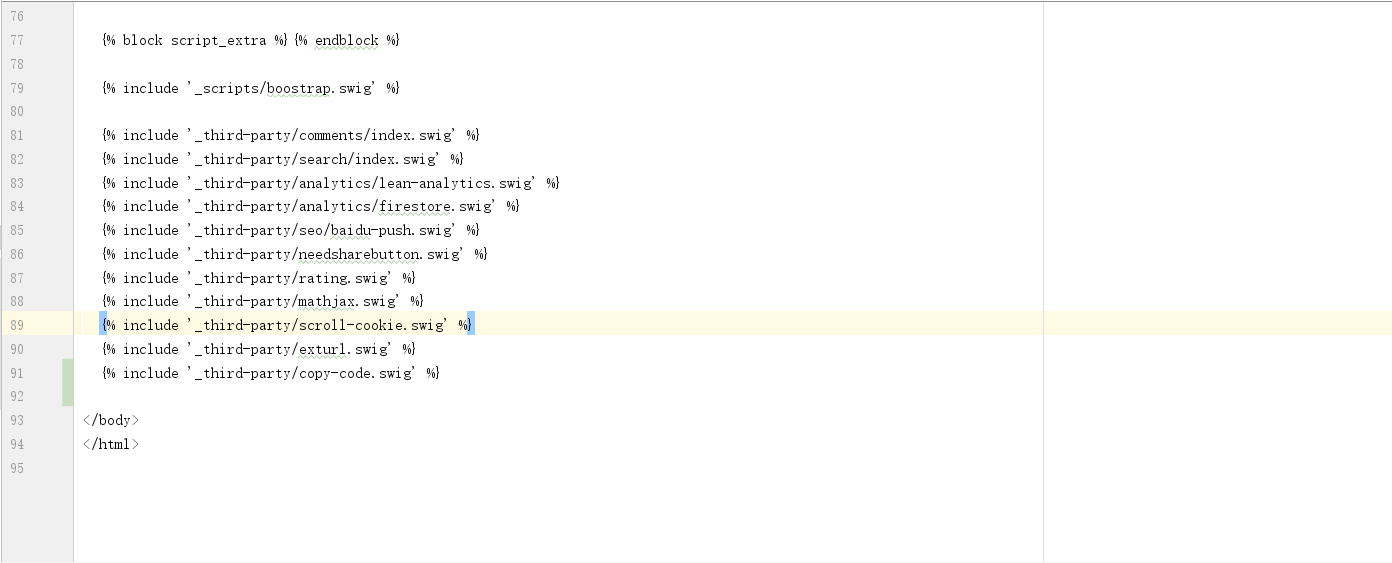 76
77 {% block script_extra %} {% endblock %}
78
79 {% include '_scripts/boostrap.swig' %}
80
81 {% include '_third-party/comments/index.swig' %}
82 {% include '_third-party/search/index.swig' %}
83 {% include '_third-party/analytics/lean-analytics.swig' %}
84 {% include '_third-party/analytics/firestore.swig' %}
85 {% include '_third-party/seo/baidu-push.swig' %}
86 {% include '_third-party/needsharebutton.swig' %}
87 {% include '_third-party/rating.swig' %}
88 {% include '_third-party/mathjax.swig' %}
89 {% include '_third-party/scroll-cookie.swig' %}
90 {% include '_third-party/exturl.swig' %}
91 {% include '_third-party/copy-code.swig' %}
92
93 </body>
94 </html>
95